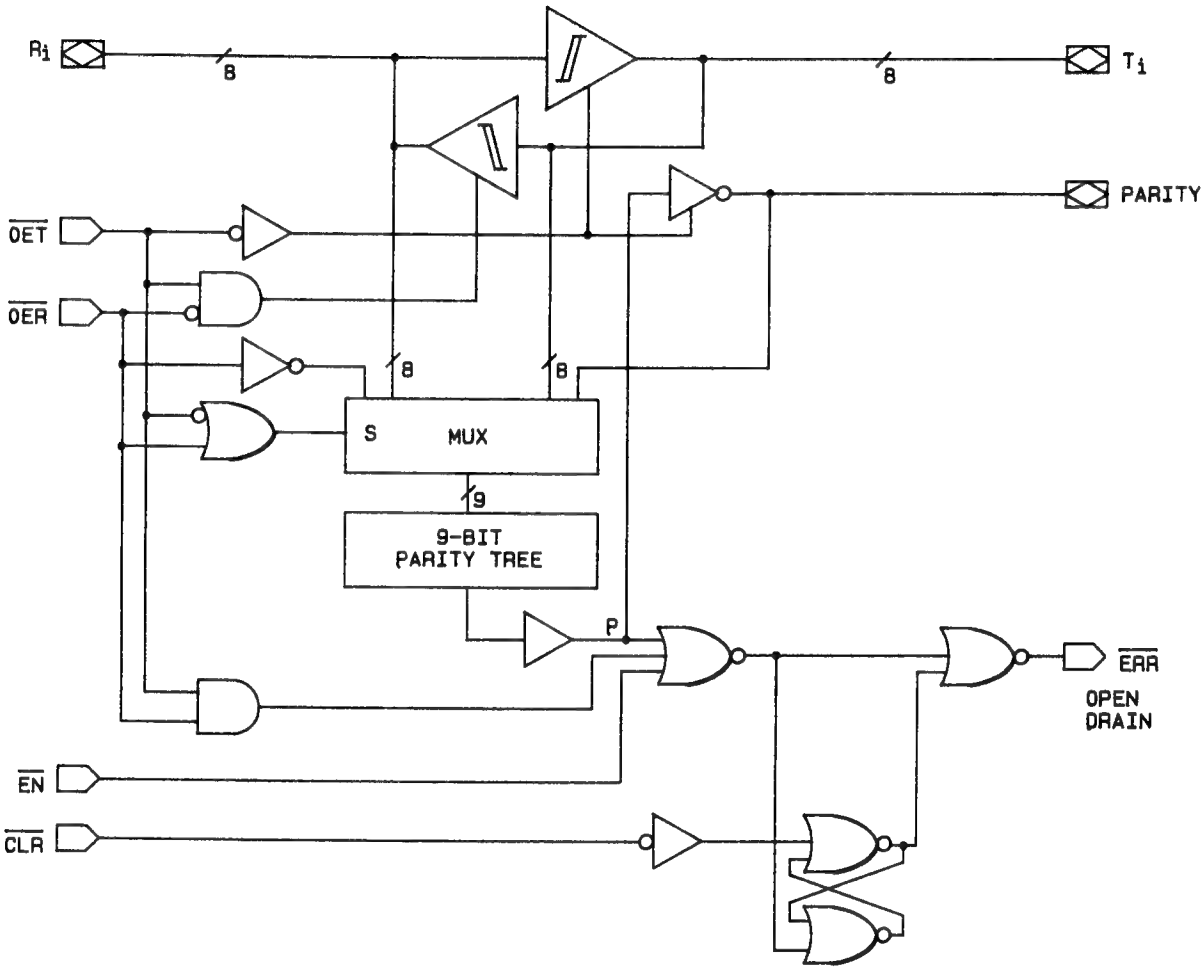 Ri
8
8
Ti
PARITY
OET
OER
8
8
S
MUX
9
9-BIT
PARITY TREE
P
ERR
OPEN
DRAIN
EN
CLR